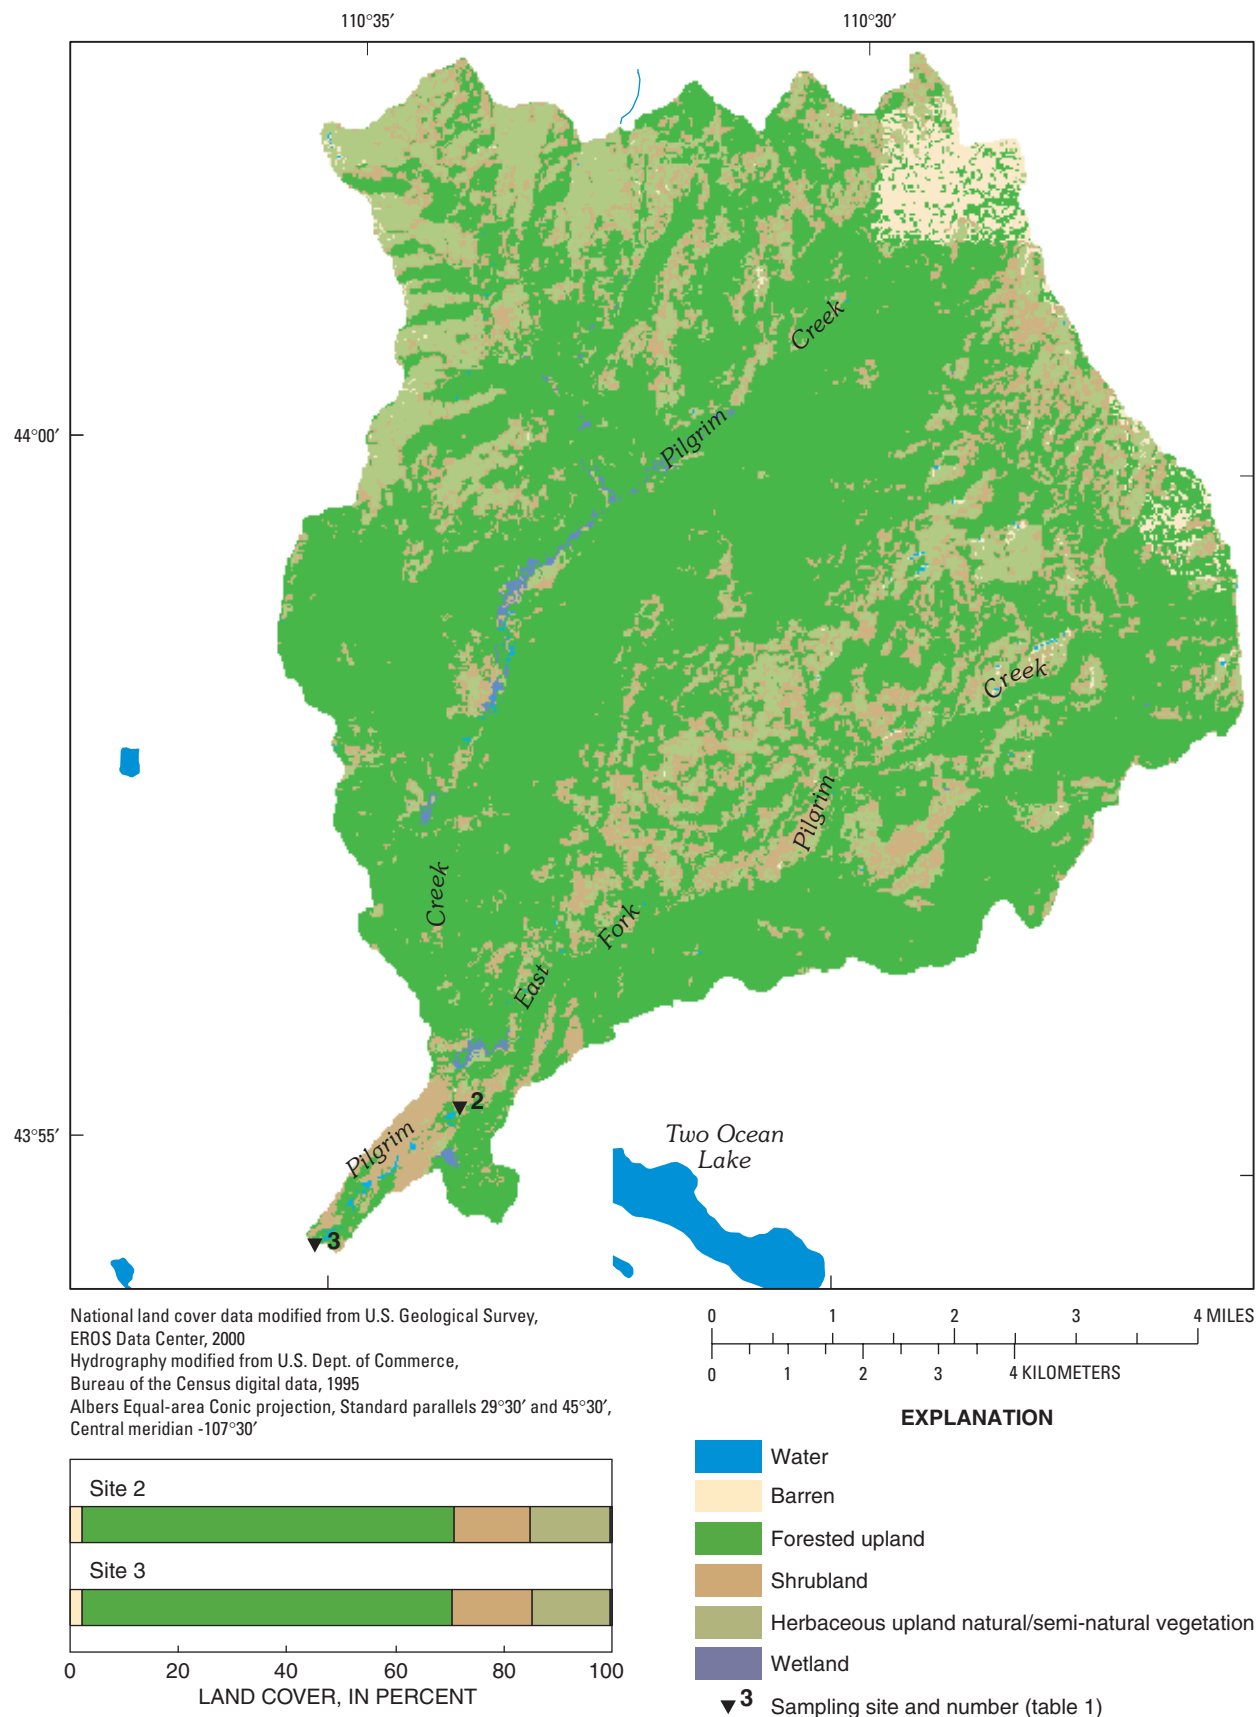 110°35′
110°30′
44°00′
43°55′
Creek
Pilgrim
Creek
Pilgrim
Creek
Fork
East
2
Pilgrim
3
Two Ocean
Lake
National land cover data modified from U.S. Geological Survey,
EROS Data Center, 2000
Hydrography modified from U.S. Dept. of Commerce,
Bureau of the Census digital data, 1995
Albers Equal-area Conic projection, Standard parallels 29°30′ and 45°30′,
Central meridian -107°30′
0 1 2 3 4 MILES
0 1 2 3 4 KILOMETERS
EXPLANATION
Water
Barren
Forested upland
Shrubland
Herbaceous upland natural/semi-natural vegetation
Wetland
3 Sampling site and number (table 1)
Site 2
Site 3
0 20 40 60 80 100
LAND COVER, IN PERCENT